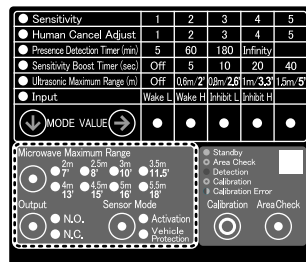 Sensitivity 1 2 3 4 5
Human Cancel Adjust 1 2 3 4 5
Presence Detection Timer (min) 5 60 180 Infinity
Sensitivity Boost Timer (sec) Off 5 10 20 40
Ultrasonic Maximum Range (m) Off 0,6m/2' 0,8m/2,6' 1m/3,3' 1,5m/5'
Input Wake L Wake H Inhibit L Inhibit H
MODE VALUE
Microwave Maximum Range
2m 7' 2.5m 8' 3m 10' 3.5m 11.5'
4m 13' 4.5m 15' 5m 16' 5.5m 18'
Output Sensor Mode
N.O. Activation
N.C. Vehicle Protection
Standby
Area Check
Detection
Calibration
Calibration Error
Calibration Area Check